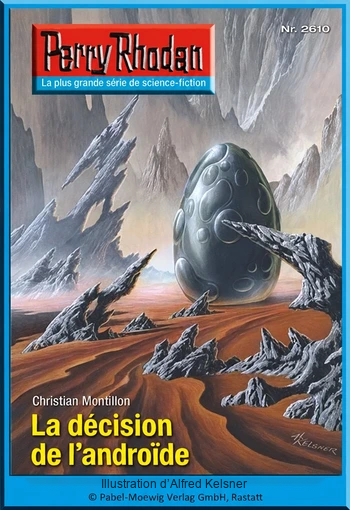 Perry Rhodan
Nr. 2610
La plus grande série de science-fiction
Christian Montillon
La décision
de l'androïde
A. KELSNER
Illustration d'Alfred Kelsner
© Pabel-Moewig Verlag GmbH, Rastatt